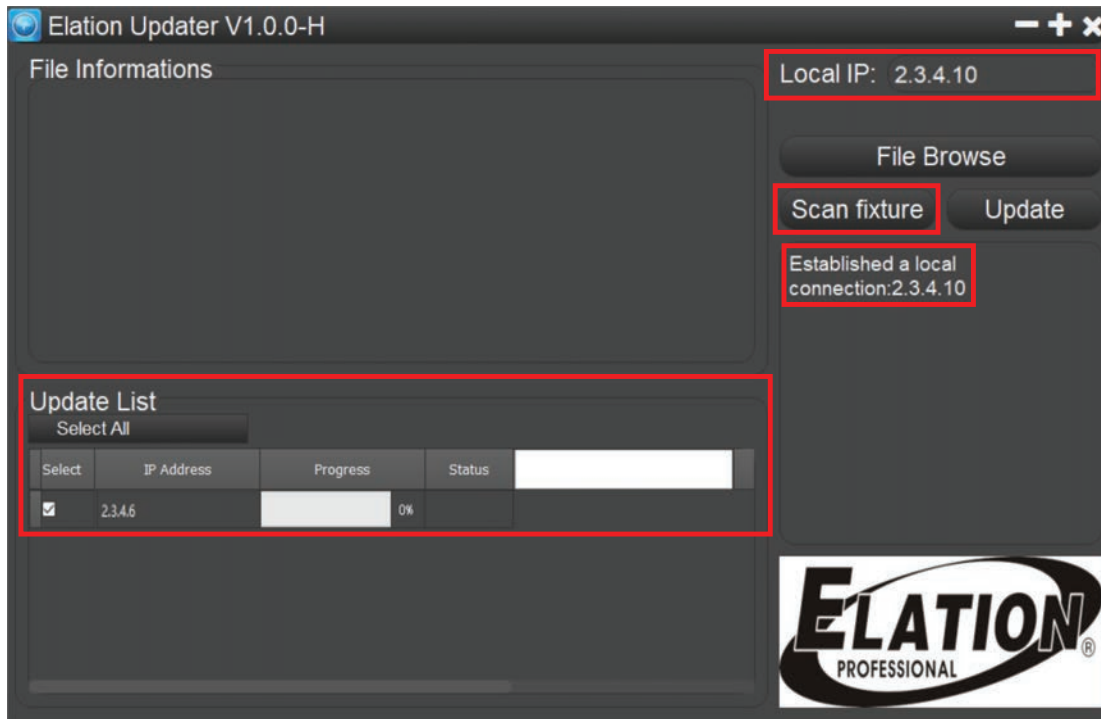 Elation Updater V1.0.0-H
File Informations
Local IP: 2.3.4.10
File Browse
Scan fixture
Update
Established a local
connection:2.3.4.10
Update List
Select All
Select IP Address Progress Status
2.3.4.6 0%
ELATION®
PROFESSIONAL